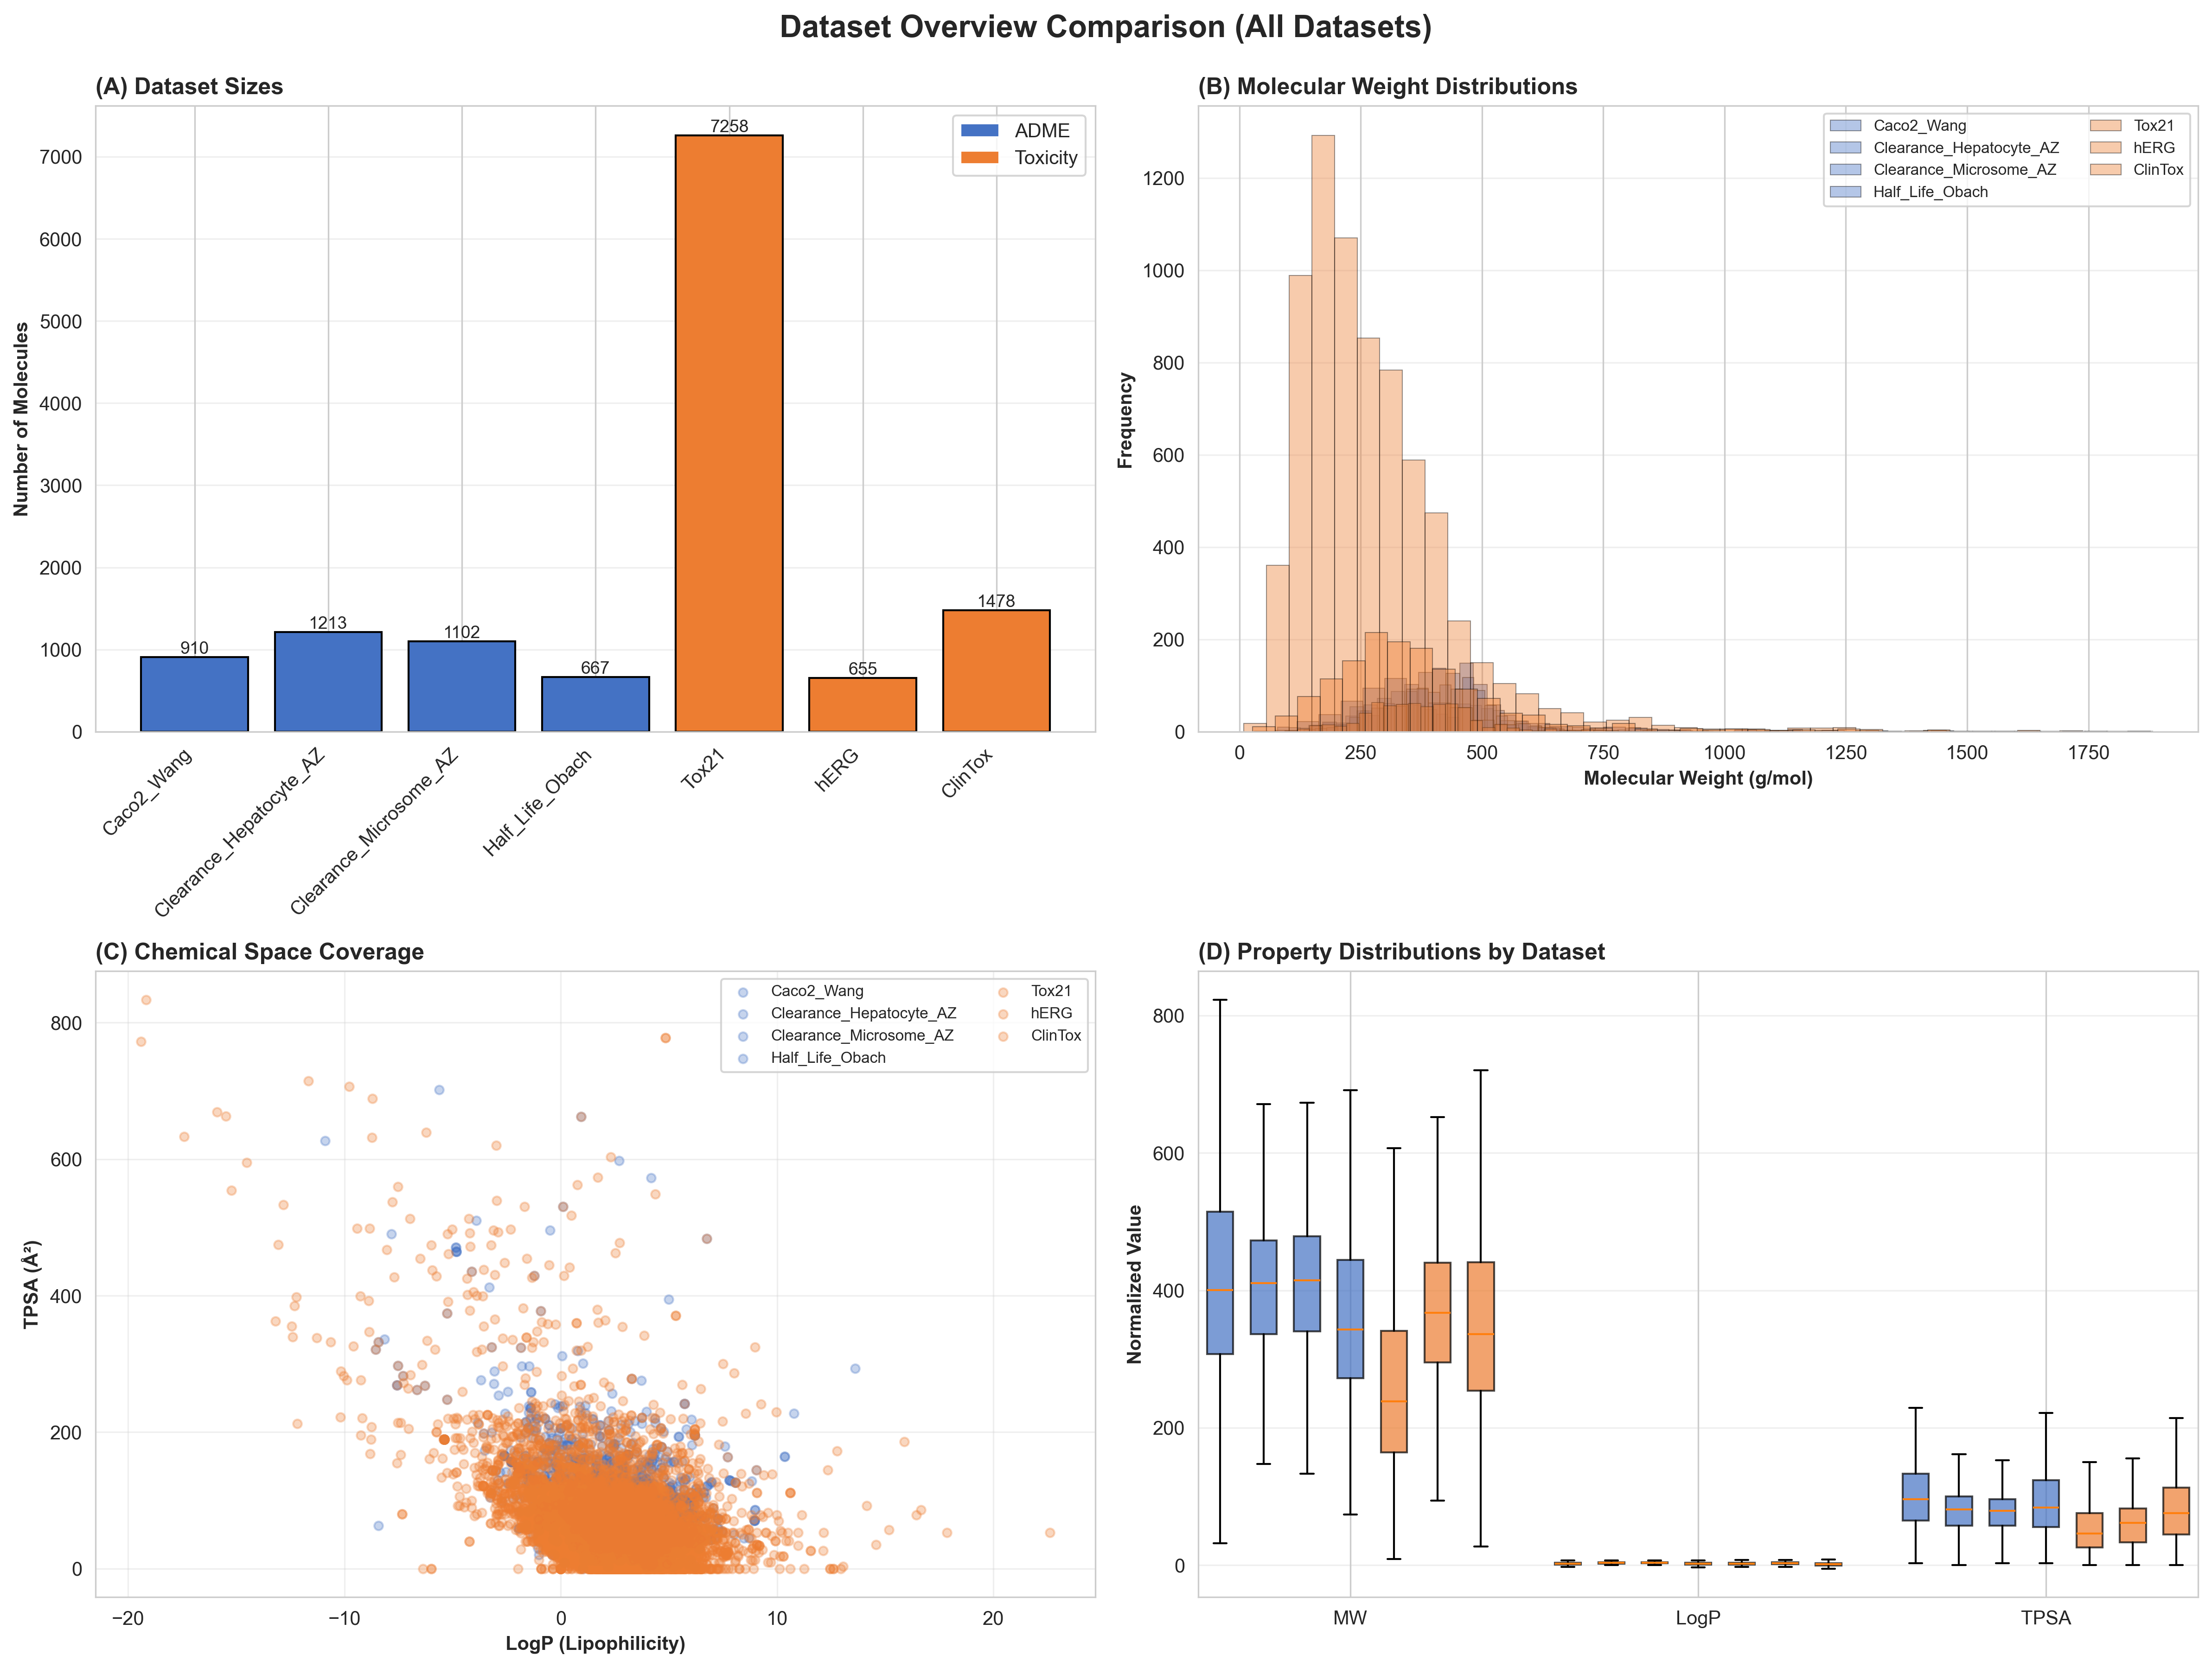 Dataset Overview Comparison (All Datasets)
(A) Dataset Sizes
Number of Molecules
7000
6000
5000
4000
3000
2000
1000
0
910
1213
1102
667
7258
655
1478
ADME
Toxicity
Caco2_Wang
Clearance_Hepatocyte_AZ
Clearance_Microsome_AZ
Half_Life_Obach
Tox21
hERG
ClinTox
(B) Molecular Weight Distributions
Frequency
1200
1000
800
600
400
200
0
Caco2_Wang
Clearance_Hepatocyte_AZ
Clearance_Microsome_AZ
Half_Life_Obach
Tox21
hERG
ClinTox
0 250 500 750 1000 1250 1500 1750
Molecular Weight (g/mol)
(C) Chemical Space Coverage
TPSA (Å²)
800
600
400
200
0
Caco2_Wang
Clearance_Hepatocyte_AZ
Clearance_Microsome_AZ
Half_Life_Obach
Tox21
hERG
ClinTox
−20 −10 0 10 20
LogP (Lipophilicity)
(D) Property Distributions by Dataset
Normalized Value
800
600
400
200
0
MW LogP TPSA